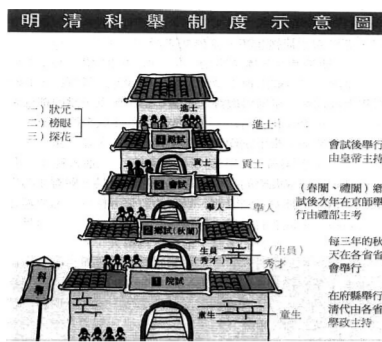 明清科舉制度示意圖
一）狀元
二）榜眼
三）探花
進士
進士
殿試
會試後舉行
由皇帝主持
貢士
貢士
會試
（春闈、禮闈）
試後次年在京師舉
行由禮部主考
舉人
舉人
鄉試(秋闈)
每三年的秋
天在各省省
會舉行
生員
(秀才)
（生員）
秀才
院試
在府縣舉行
清代由各省
學政主持
童生
童生
科舉